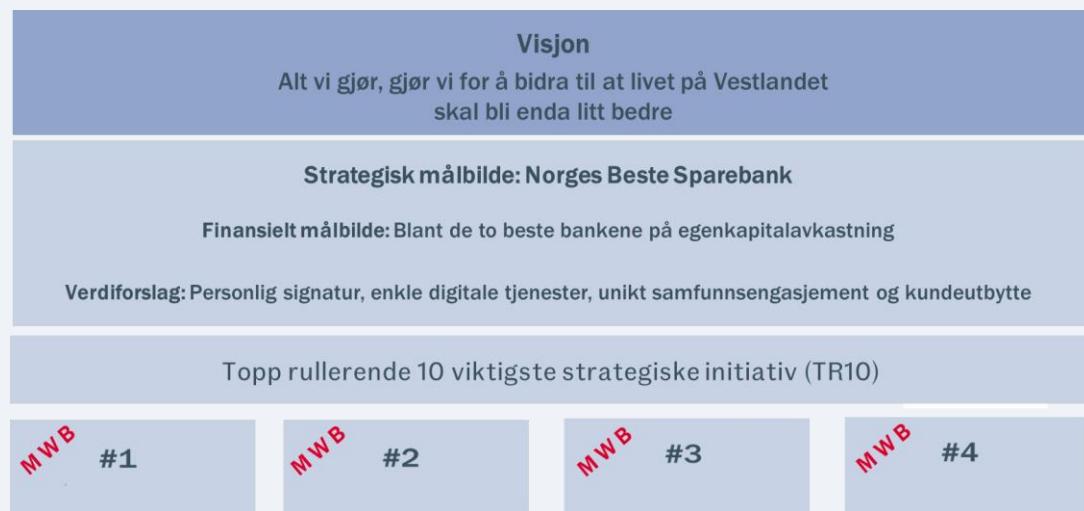 Visjon
Alt vi gjør, gjør vi for å bidra til at livet på Vestlandet
skal bli enda litt bedre
Strategisk målbilde: Norges Beste Sparebank
Finansielt målbilde: Blant de to beste bankene på egenkapitalavkastning
Verdiforslag: Personlig signatur, enkle digitale tjenester, unikt samfunnsengasjement og kundeutbytte
Topp rullerende 10 viktigste strategiske initiativ (TR10)
MWB #1
MWB #2
MWB #3
MWB #4